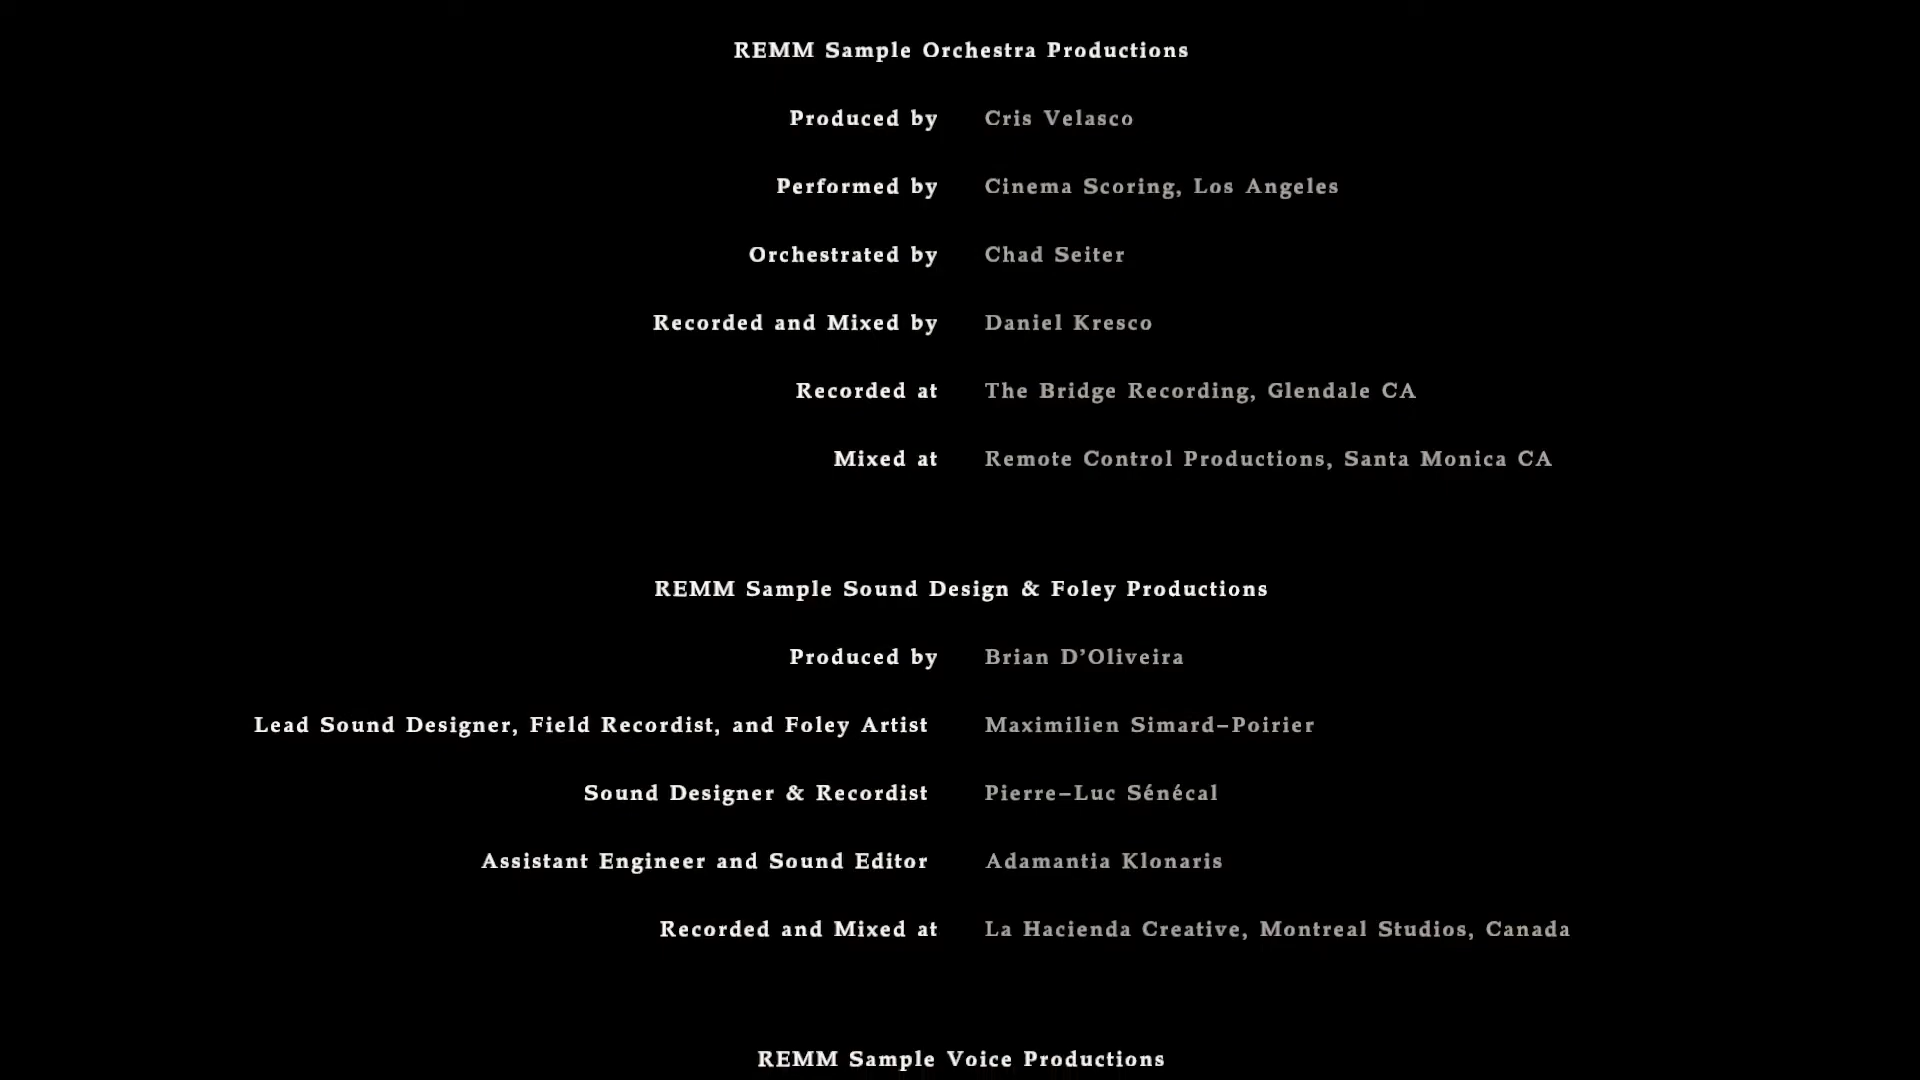 REMM Sample Orchestra Productions
Produced by Cris Velasco
Performed by Cinema Scoring, Los Angeles
Orchestrated by Chad Seiter
Recorded and Mixed by Daniel Kresco
Recorded at The Bridge Recording, Glendale CA
Mixed at Remote Control Productions, Santa Monica CA
REMM Sample Sound Design & Foley Productions
Produced by Brian D’Oliveira
Lead Sound Designer, Field Recordist, and Foley Artist Maximilien Simard–Poirier
Sound Designer & Recordist Pierre–Luc Sénécal
Assistant Engineer and Sound Editor Adamantia Klonaris
Recorded and Mixed at La Hacienda Creative, Montreal Studios, Canada
REMM Sample Voice Productions